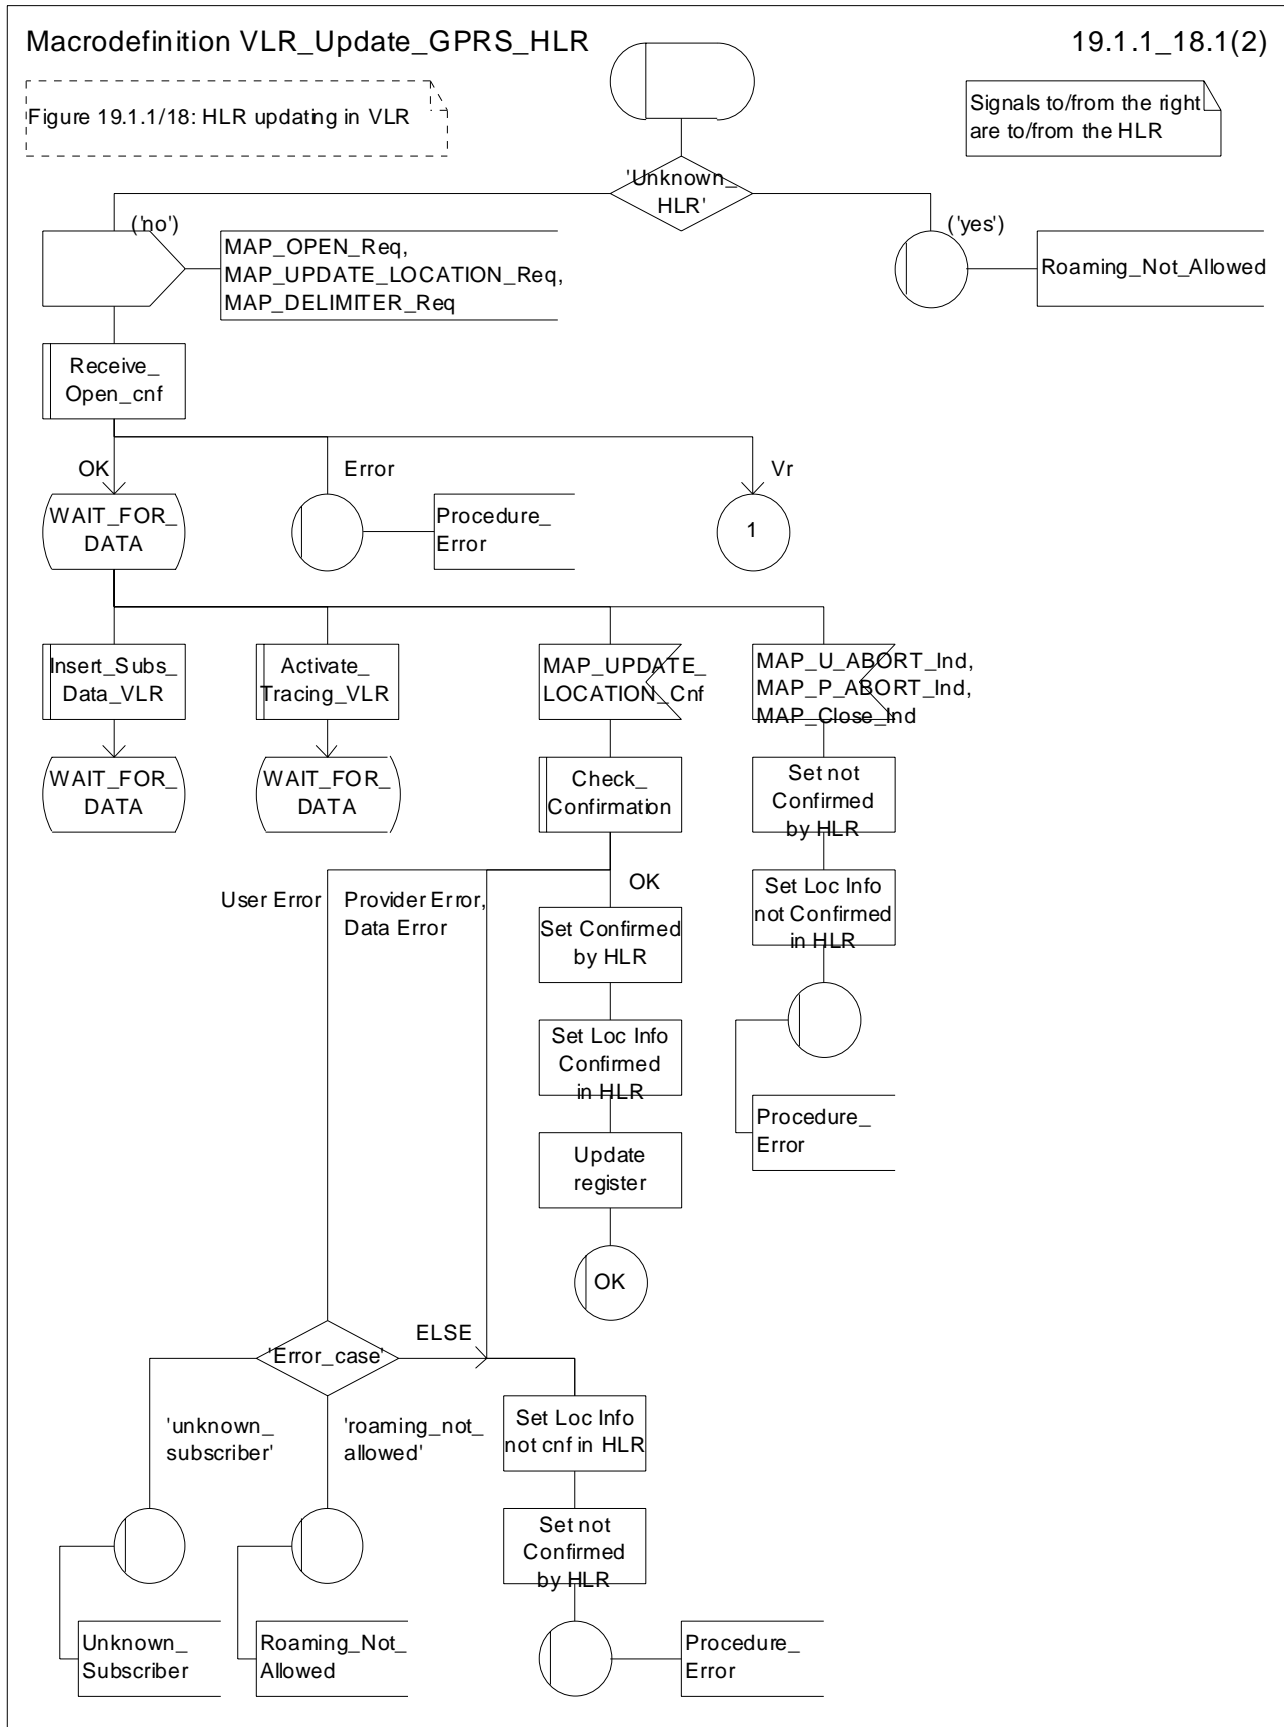 Macrodefinition VLR_Update_GPRS_HLR
19.1.1_18.1(2)
Figure 19.1.1/18: HLR updating in VLR
Signals to/from the right
are to/from the HLR
'Unknown_
HLR'
('no')
('yes')
MAP_OPEN_Req,
MAP_UPDATE_LOCATION_Req,
MAP_DELIMITER_Req
Roaming_Not_Allowed
Receive_
Open_cnf
OK
Error
Vr
WAIT_FOR_
DATA
Procedure_
Error
1
Insert_Subs_
Data_VLR
Activate_
Tracing_VLR
MAP_UPDATE_
LOCATION_Cnf
MAP_U_ABORT_Ind,
MAP_P_ABORT_Ind,
MAP_Close_Ind
WAIT_FOR_
DATA
WAIT_FOR_
DATA
Check_
Confirmation
Set not
Confirmed
by HLR
User Error
Provider Error,
Data Error
OK
Set Loc Info
not Confirmed
in HLR
Set Confirmed
by HLR
Set Loc Info
Confirmed
in HLR
Procedure_
Error
Update
register
OK
ELSE
'Error_case'
'unknown_
subscriber'
'roaming_not_
allowed'
Set Loc Info
not cnf in HLR
Set not
Confirmed
by HLR
Unknown_
Subscriber
Roaming_Not_
Allowed
Procedure_
Error